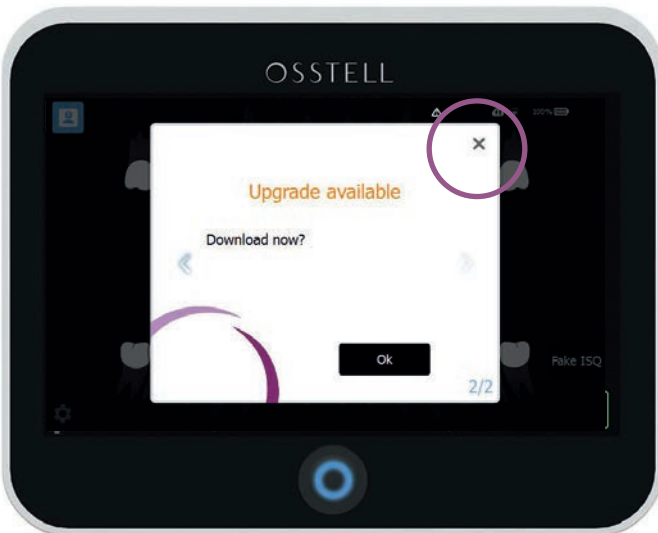 OSSTELL
100%
×
Upgrade available
Download now?
Ok
Fake ISQ
2/2